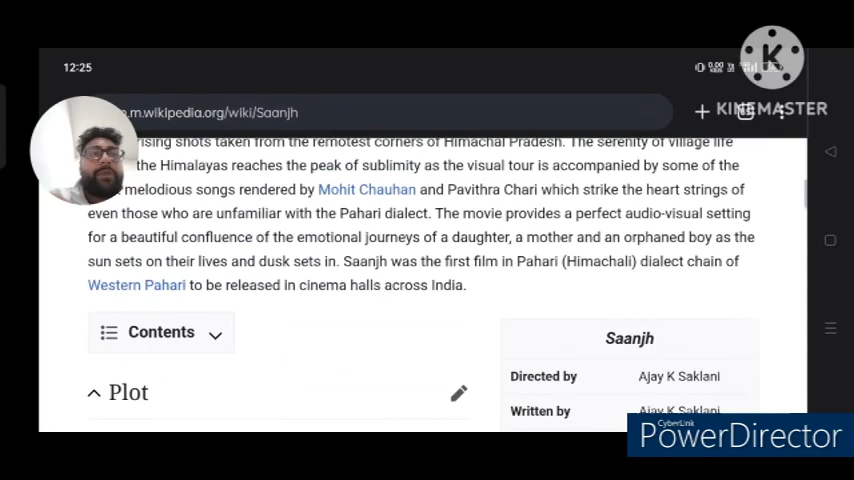 12:25
0.00
KINEMASTER
.m.wikipedia.org/wiki/Saanjh
rising shots taken from the remotest corners of Himachal Pradesh. The serenity of village life
the Himalayas reaches the peak of sublimity as the visual tour is accompanied by some of the
melodious songs rendered by Mohit Chauhan and Pavithra Chari which strike the heart strings of
even those who are unfamiliar with the Pahari dialect. The movie provides a perfect audio-visual setting
for a beautiful confluence of the emotional journeys of a daughter, a mother and an orphaned boy as the
sun sets on their lives and dusk sets in. Saanjh was the first film in Pahari (Himachali) dialect chain of
Western Pahari to be released in cinema halls across India.
Contents
Saanjh
Directed by Ajay K Saklani
Plot
Written by Ajay K Saklani
CyberLink
PowerDirector